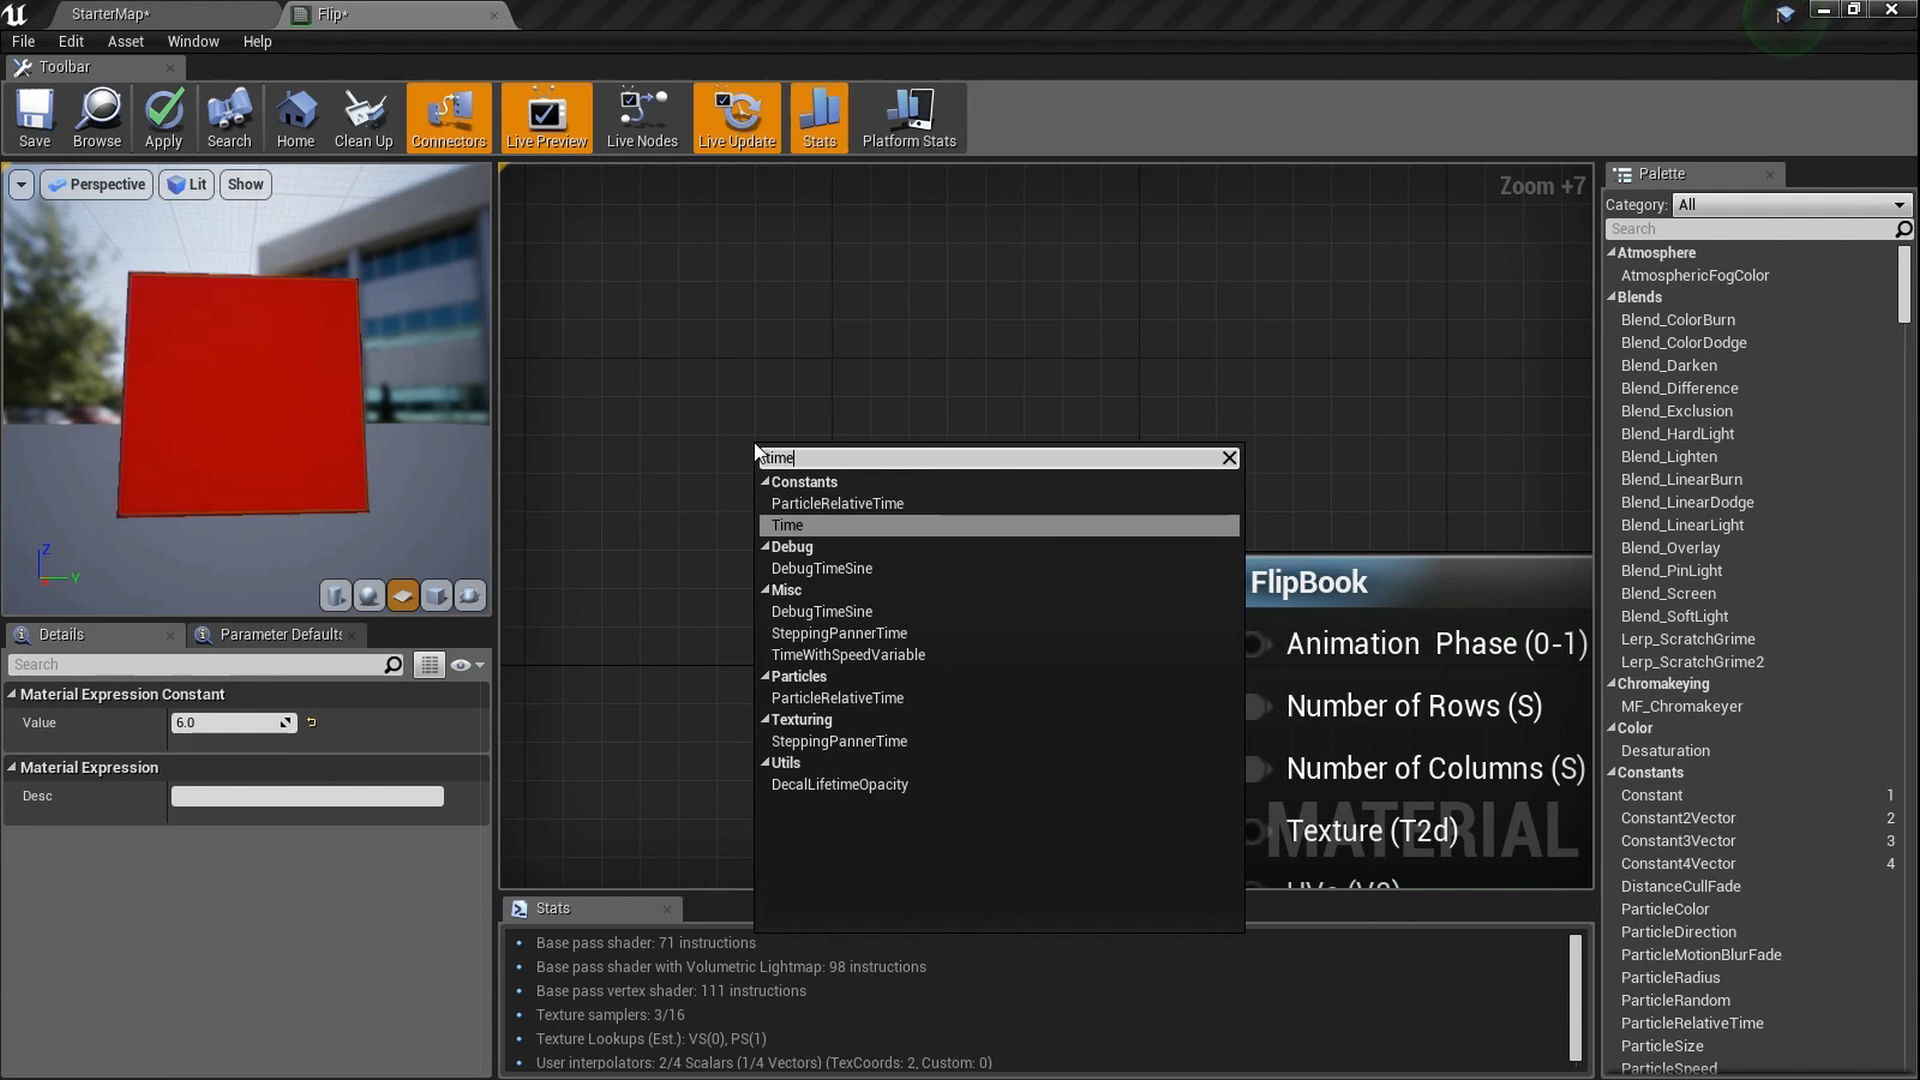 StarterMap*
Flip*
File Edit Asset Window Help
Toolbar
Save Browse Apply Search Home Clean Up Connectors Live Preview Live Nodes Live Update Stats Platform Stats
Perspective Lit Show
Z
Y
Zoom +7
Details
Parameter Defaults
Search
Material Expression Constant
Value 6.0
Material Expression
Desc
time
Constants
ParticleRelativeTime
Time
Debug
DebugTimeSine
Misc
DebugTimeSine
SteppingPannerTime
TimeWithSpeedVariable
Particles
ParticleRelativeTime
Texturing
SteppingPannerTime
Utils
DecalLifetimeOpacity
FlipBook
Animation Phase (0-1)
Number of Rows (S)
Number of Columns (S)
Texture (T2d)
MATERIAL
Stats
Base pass shader: 71 instructions
Base pass shader with Volumetric Lightmap: 98 instructions
Base pass vertex shader: 111 instructions
Texture samplers: 3/16
Texture Lookups (Est.): VS(0), PS(1)
User interpolators: 2/4 Scalars (1/4 Vectors) (TexCoords: 2, Custom: 0)
Palette
Category: All
Search
Atmosphere
AtmosphericFogColor
Blends
Blend_ColorBurn
Blend_ColorDodge
Blend_Darken
Blend_Difference
Blend_Exclusion
Blend_HardLight
Blend_Lighten
Blend_LinearBurn
Blend_LinearDodge
Blend_LinearLight
Blend_Overlay
Blend_PinLight
Blend_Screen
Blend_SoftLight
Lerp_ScratchGrime
Lerp_ScratchGrime2
Chromakeying
MF_Chromakeyer
Color
Desaturation
Constants
Constant 1
Constant2Vector 2
Constant3Vector 3
Constant4Vector 4
DistanceCullFade
ParticleColor
ParticleDirection
ParticleMotionBlurFade
ParticleRadius
ParticleRandom
ParticleRelativeTime
ParticleSize
ParticleSpeed